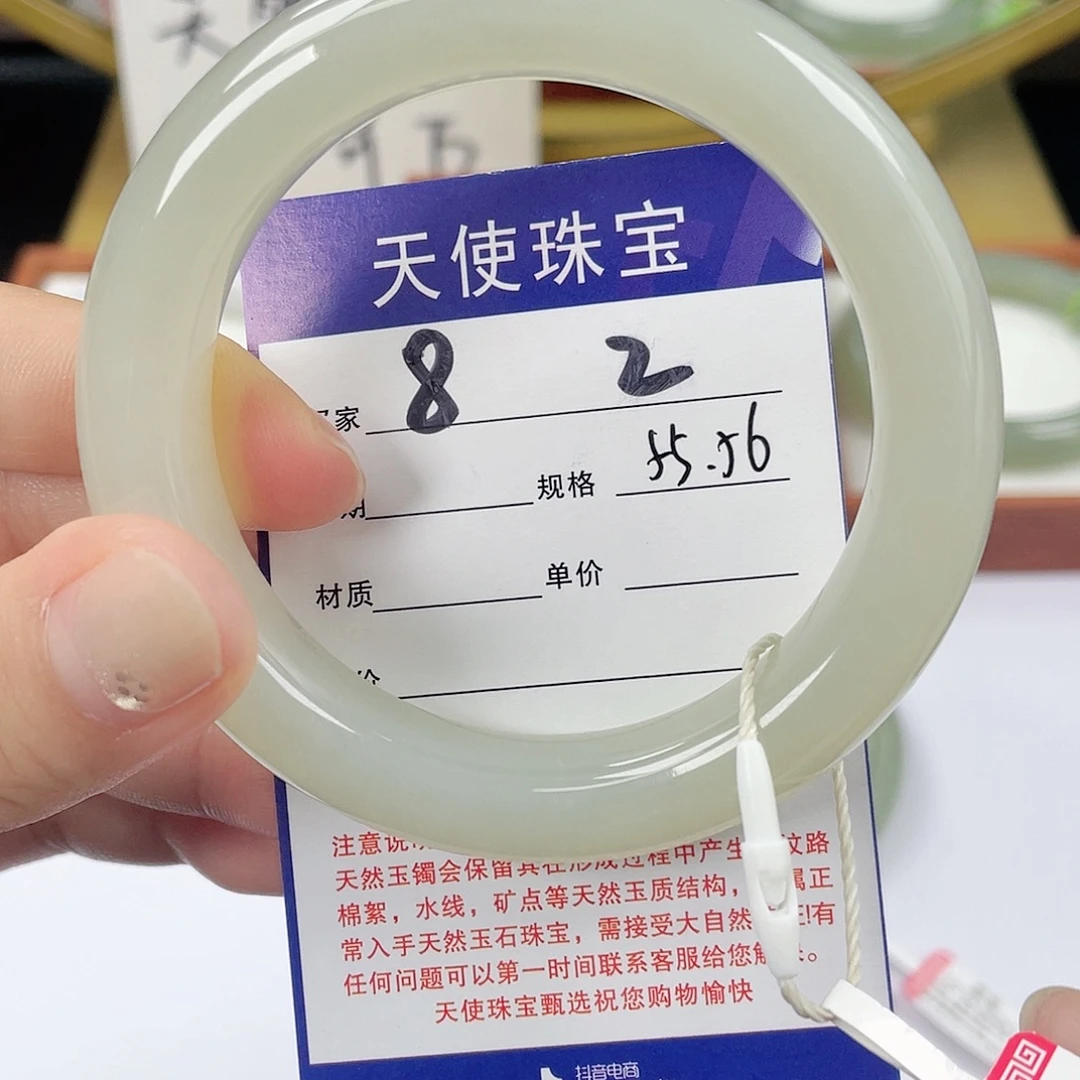 天使珠宝
家 8 2
期 规格 55.56
材质 单价
价
注意说
天然玉镯会保留其在形成过程中产生 纹路
棉絮，水线，矿点等天然玉质结构， 属正
常入手天然玉石珠宝，需接受大自然 !有
任何问题可以第一时间联系客服给您解 。
天使珠宝甄选祝您购物愉快
抖音电商